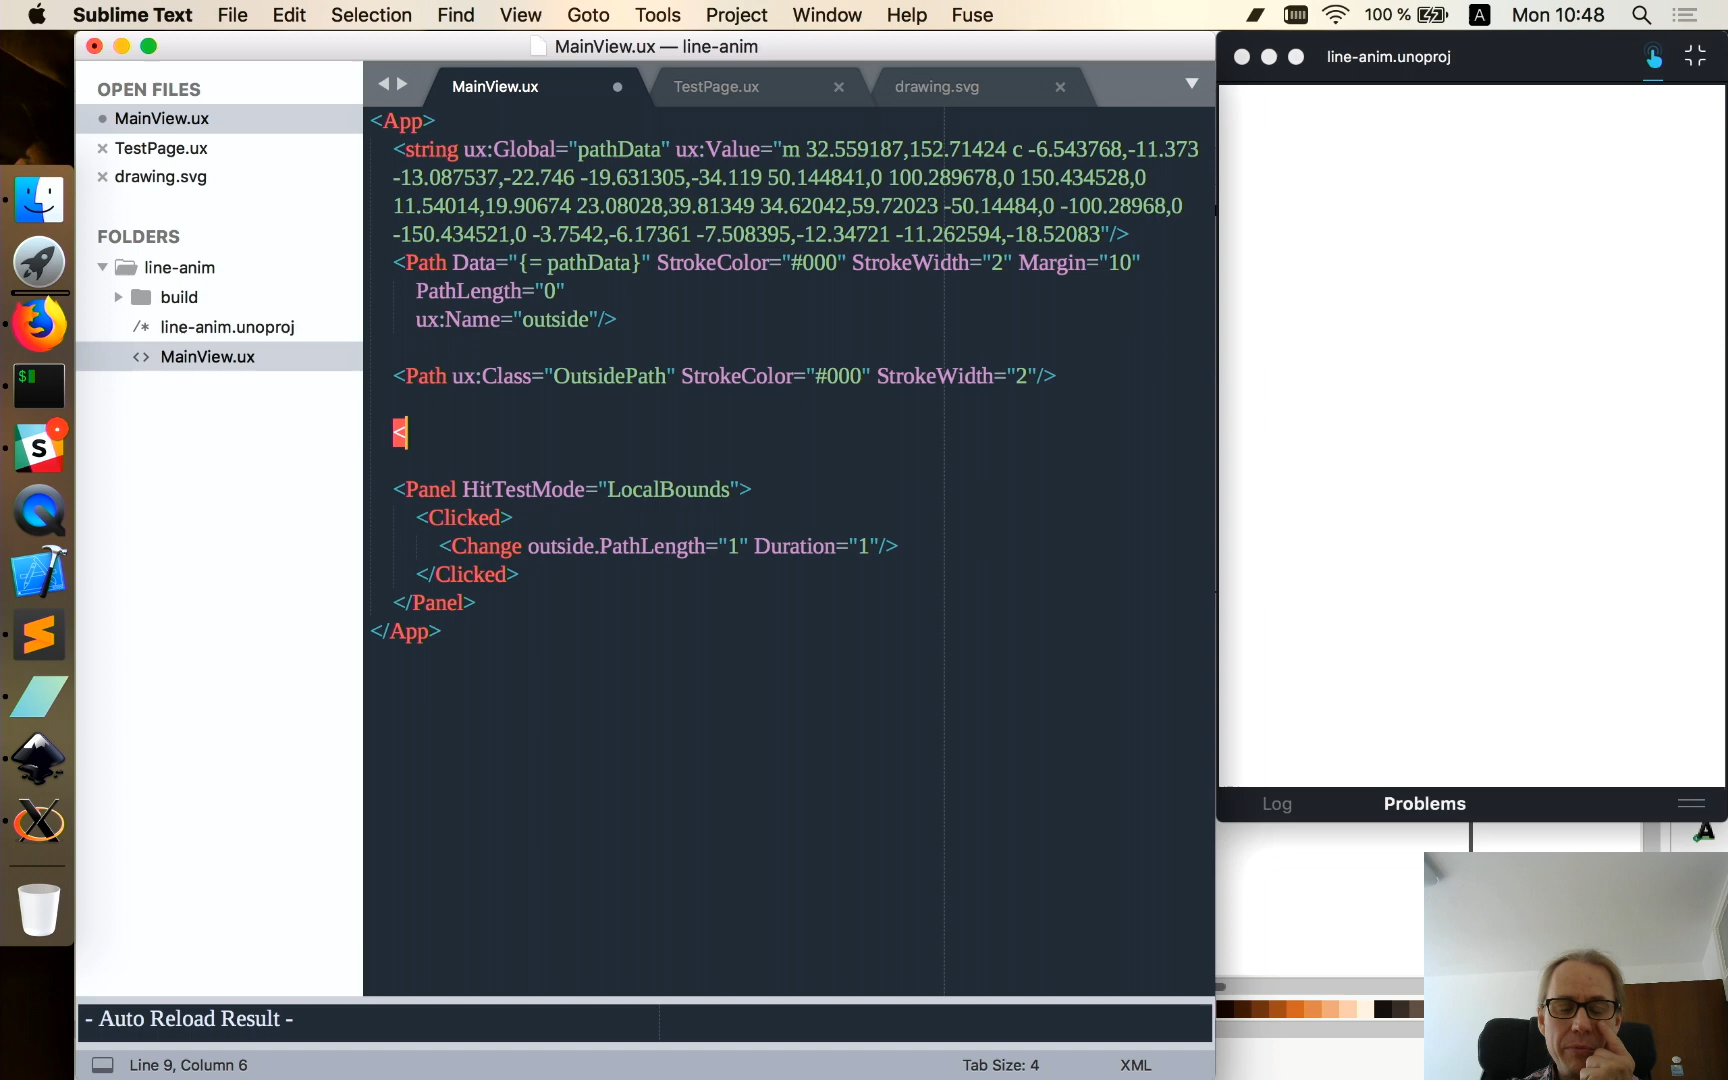 Sublime Text File Edit Selection Find View Goto Tools Project Window Help Fuse 100 % A Mon 10:48
MainView.ux — line-anim
line-anim.unoproj
OPEN FILES
MainView.ux
TestPage.ux
drawing.svg
FOLDERS
line-anim
build
/* line-anim.unoproj
<> MainView.ux
MainView.ux TestPage.ux drawing.svg
<App>
<string ux:Global="pathData" ux:Value="m 32.559187,152.71424 c -6.543768,-11.373
-13.087537,-22.746 -19.631305,-34.119 50.144841,0 100.289678,0 150.434528,0
11.54014,19.90674 23.08028,39.81349 34.62042,59.72023 -50.14484,0 -100.28968,0
-150.434521,0 -3.7542,-6.17361 -7.508395,-12.34721 -11.262594,-18.52083"/>
<Path Data="{= pathData}" StrokeColor="#000" StrokeWidth="2" Margin="10"
PathLength="0"
ux:Name="outside"/>
<Path ux:Class="OutsidePath" StrokeColor="#000" StrokeWidth="2"/>
<
<Panel HitTestMode="LocalBounds">
<Clicked>
<Change outside.PathLength="1" Duration="1"/>
</Clicked>
</Panel>
</App>
- Auto Reload Result -
Line 9, Column 6 Tab Size: 4 XML
Log Problems
A
$
S